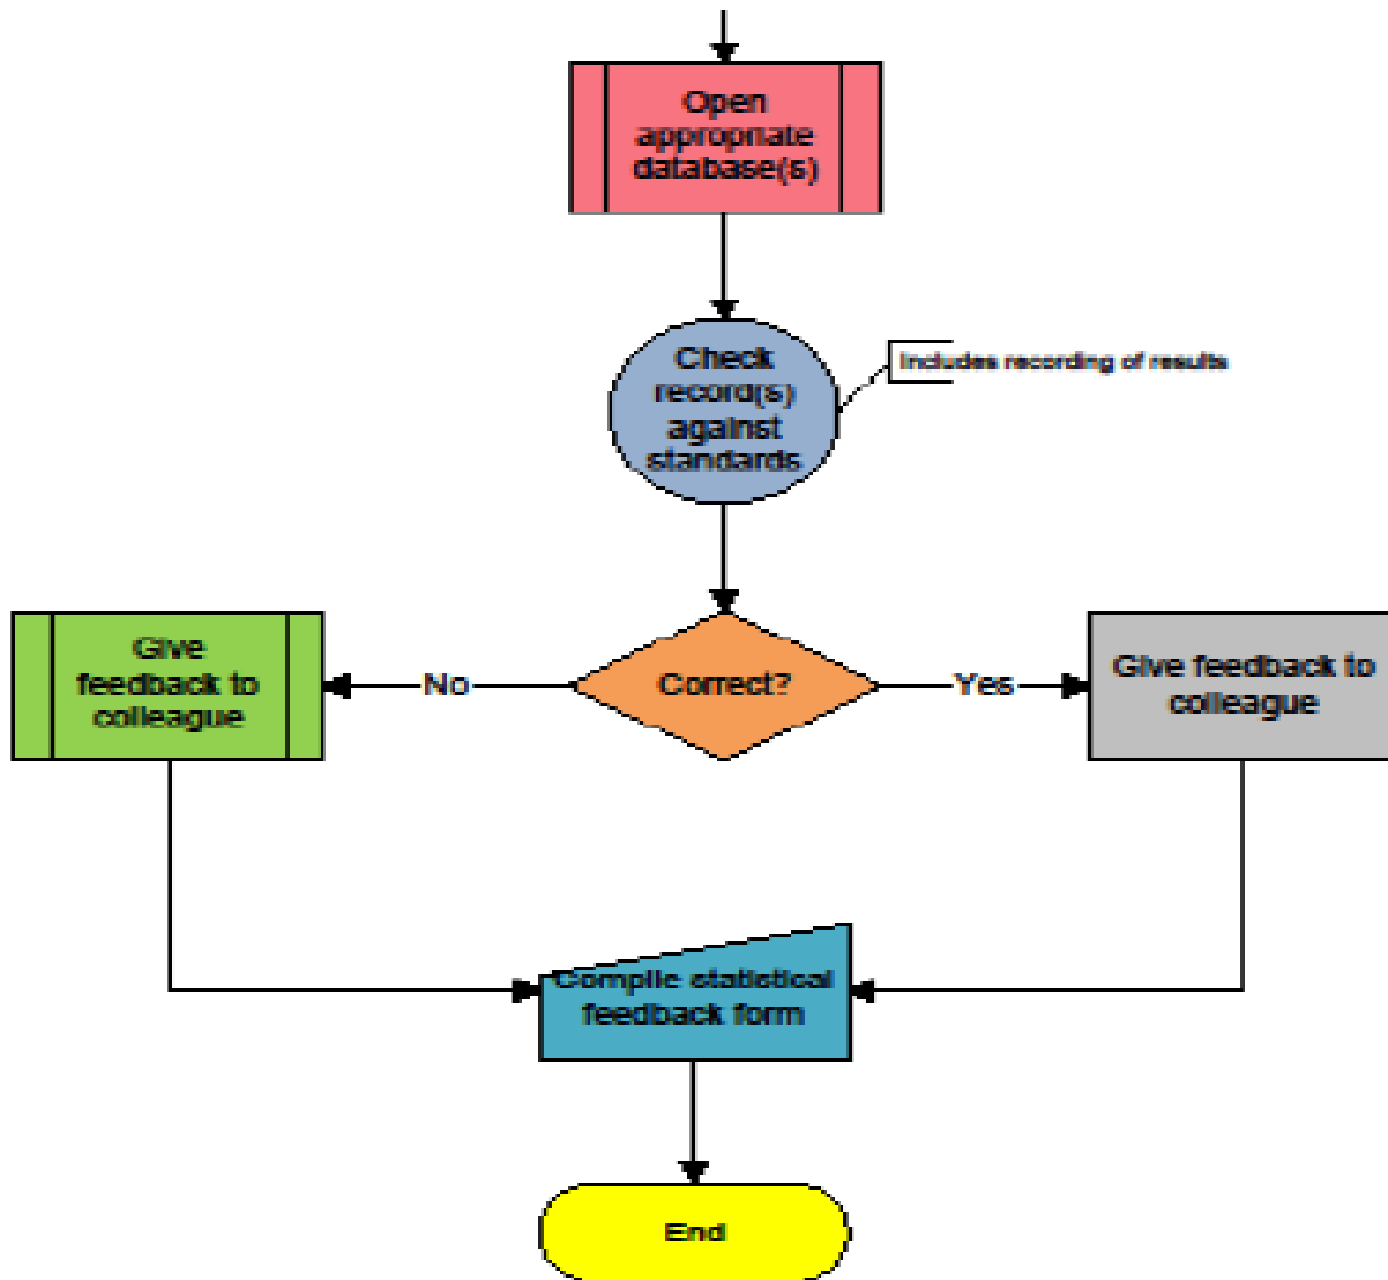 Open
appropriate
database(s)
Check
record(s)
against
standards
Includes recording of results
Give
feedback to
colleague
No
Correct?
Yes
Give feedback to
colleague
Compile statistical
feedback form
End